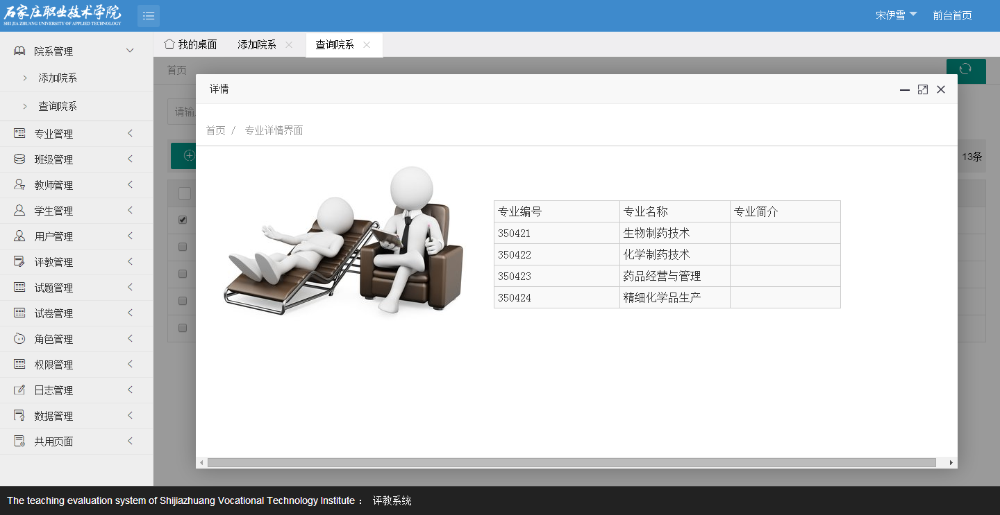 石家庄职业技术学院
SHI JIA ZHUANG UNIVERSITY OF APPLIED TECHNOLOGY
宋伊雪
前台首页
院系管理
添加院系
查询院系
专业管理
班级管理
教师管理
学生管理
用户管理
评教管理
试题管理
试卷管理
角色管理
权限管理
日志管理
数据管理
共用页面
我的桌面
添加院系
查询院系
首页
请输
13条
详情
首页 / 专业详情界面
专业编号 专业名称 专业简介
350421 生物制药技术
350422 化学制药技术
350423 药品经营与管理
350424 精细化学品生产
The teaching evaluation system of Shijiazhuang Vocational Technology Institute ： 评教系统